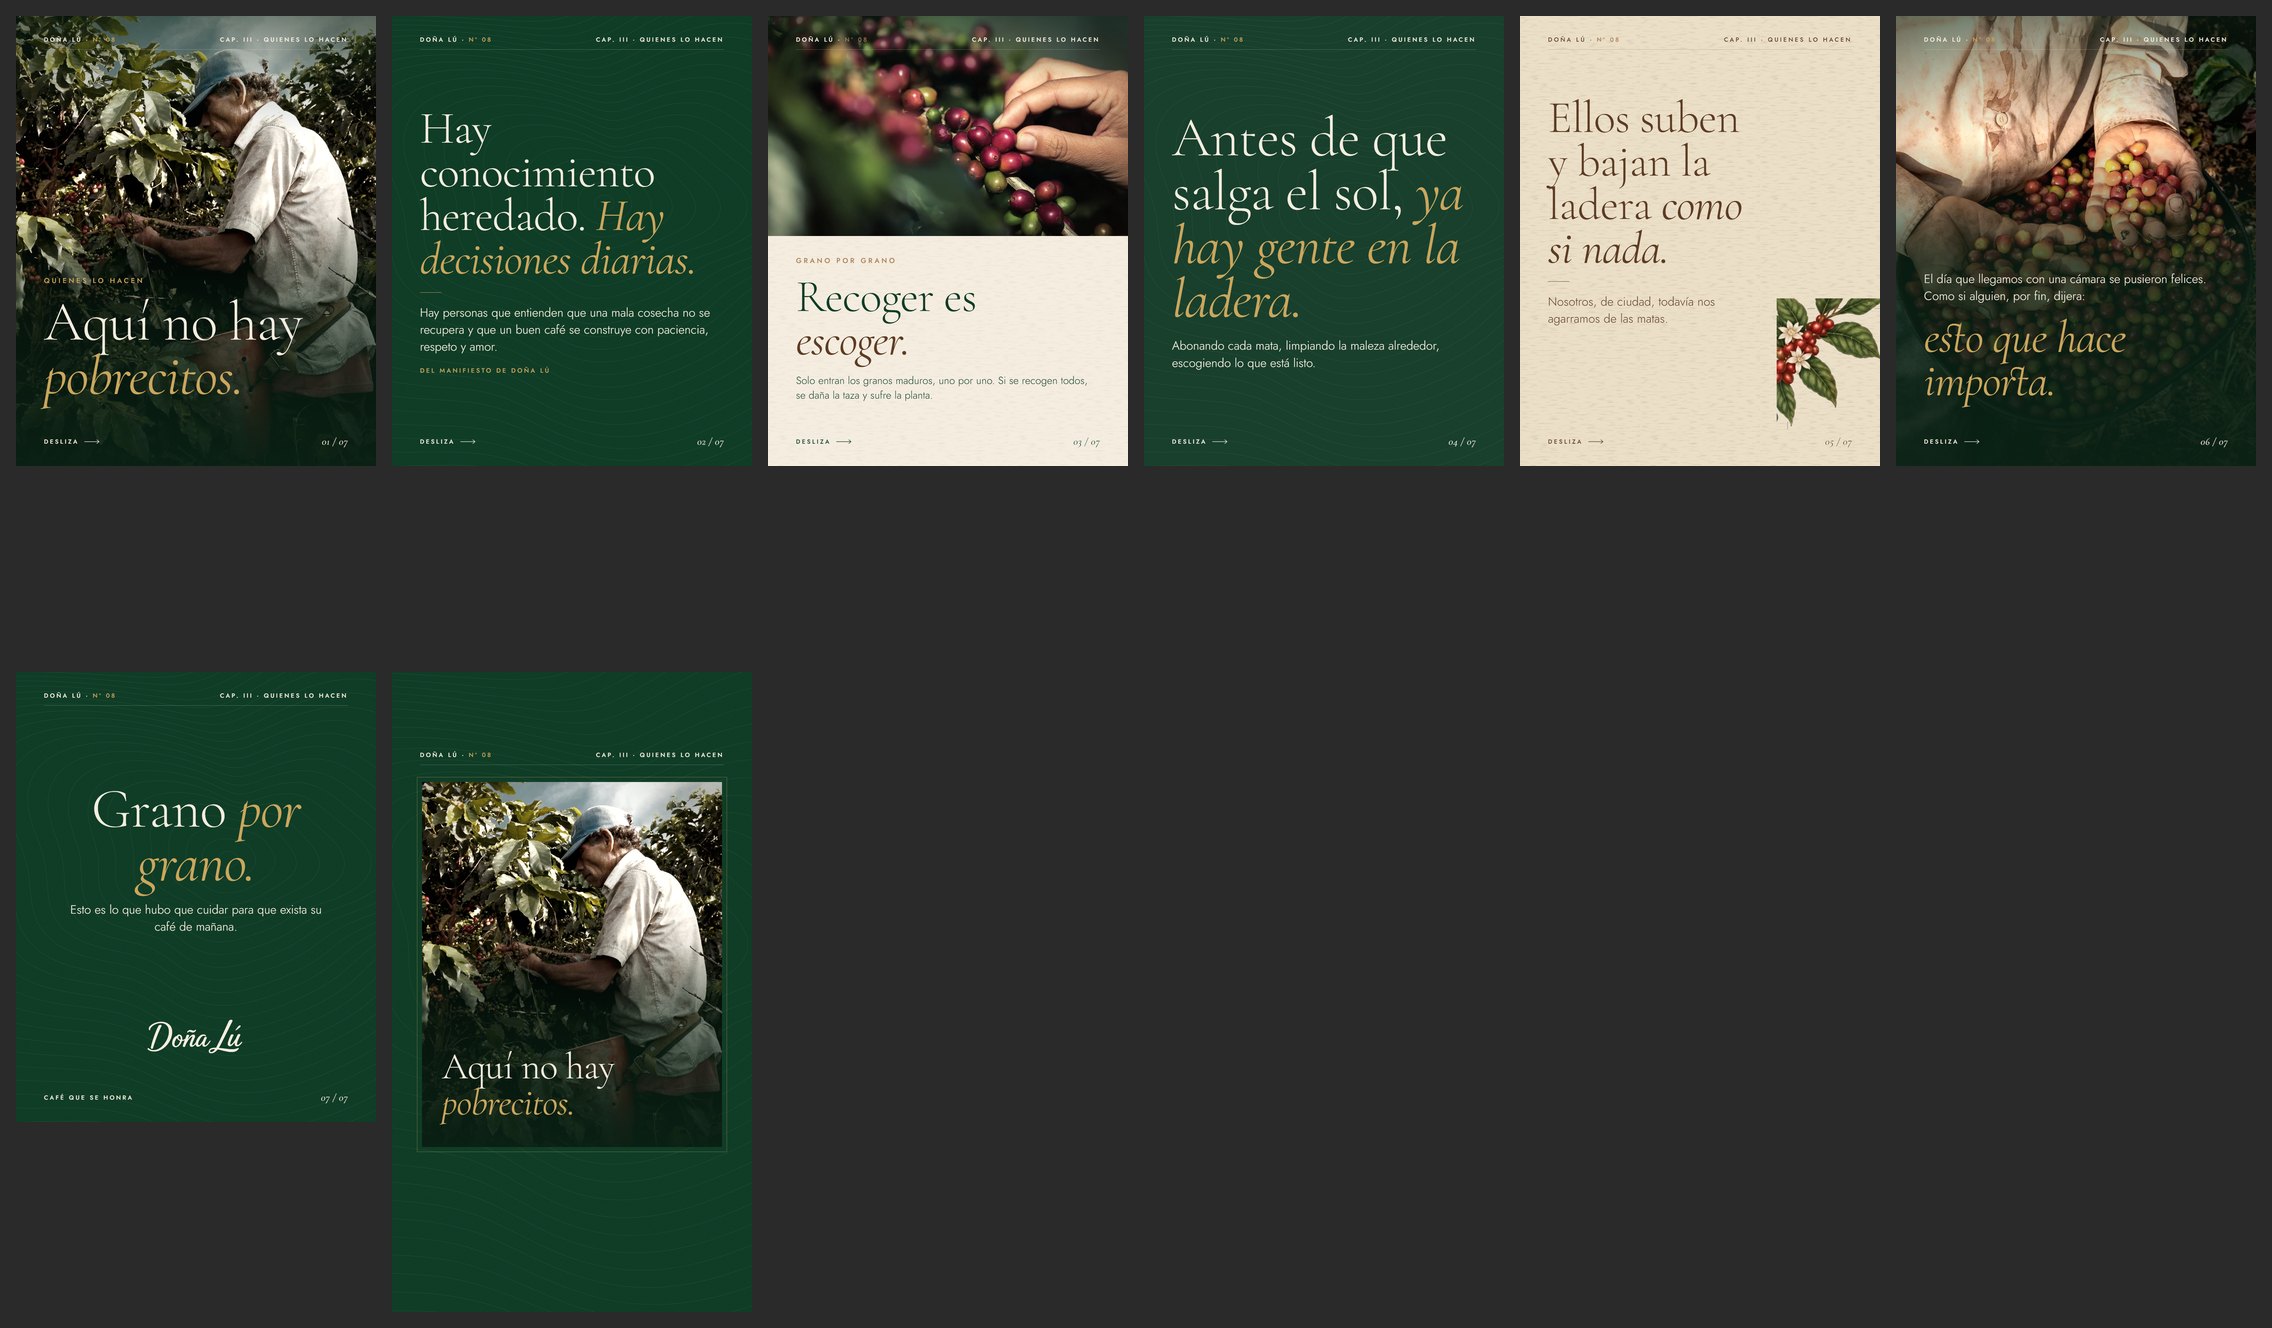 DOÑA LÚ · N° 08
CAP. III · QUIENES LO HACEN
QUIENES LO HACEN
Aquí no hay
pobrecitos.
DESLIZA
01 / 07
DOÑA LÚ · N° 08
CAP. III · QUIENES LO HACEN
Hay
conocimiento
heredado. Hay
decisiones diarias.
Hay personas que entienden que una mala cosecha no se
recupera y que un buen café se construye con paciencia,
respeto y amor.
DEL MANIFIESTO DE DOÑA LÚ
DESLIZA
02 / 07
DOÑA LÚ · N° 08
CAP. III · QUIENES LO HACEN
GRANO POR GRANO
Recoger es
escoger.
Solo entran los granos maduros, uno por uno. Si se recogen todos,
se daña la taza y sufre la planta.
DESLIZA
03 / 07
DOÑA LÚ · N° 08
CAP. III · QUIENES LO HACEN
Antes de que
salga el sol, ya
hay gente en la
ladera.
Abonando cada mata, limpiando la maleza alrededor,
escogiendo lo que está listo.
DESLIZA
04 / 07
DOÑA LÚ · N° 08
CAP. III · QUIENES LO HACEN
Ellos suben
y bajan la
ladera como
si nada.
Nosotros, de ciudad, todavía nos
agarramos de las matas.
DESLIZA
05 / 07
DOÑA LÚ · N° 08
CAP. III · QUIENES LO HACEN
El día que llegamos con una cámara se pusieron felices.
Como si alguien, por fin, dijera:
esto que hace
importa.
DESLIZA
06 / 07
DOÑA LÚ · N° 08
CAP. III · QUIENES LO HACEN
Grano por
grano.
Esto es lo que hubo que cuidar para que exista su
café de mañana.
Doña Lú
CAFÉ QUE SE HONRA
07 / 07
DOÑA LÚ · N° 08
CAP. III · QUIENES LO HACEN
Aquí no hay
pobrecitos.